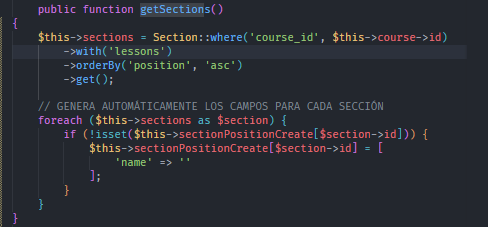 public function getSections()
{
$this->sections = Section::where('course_id', $this->course->id)
->with('lessons')
->orderBy('position', 'asc')
->get();
// GENERA AUTOMÁTICAMENTE LOS CAMPOS PARA CADA SECCIÓN
foreach ($this->sections as $section) {
if (!isset($this->sectionPositionCreate[$section->id])) {
$this->sectionPositionCreate[$section->id] = [
'name' => ''
];
}
}
}